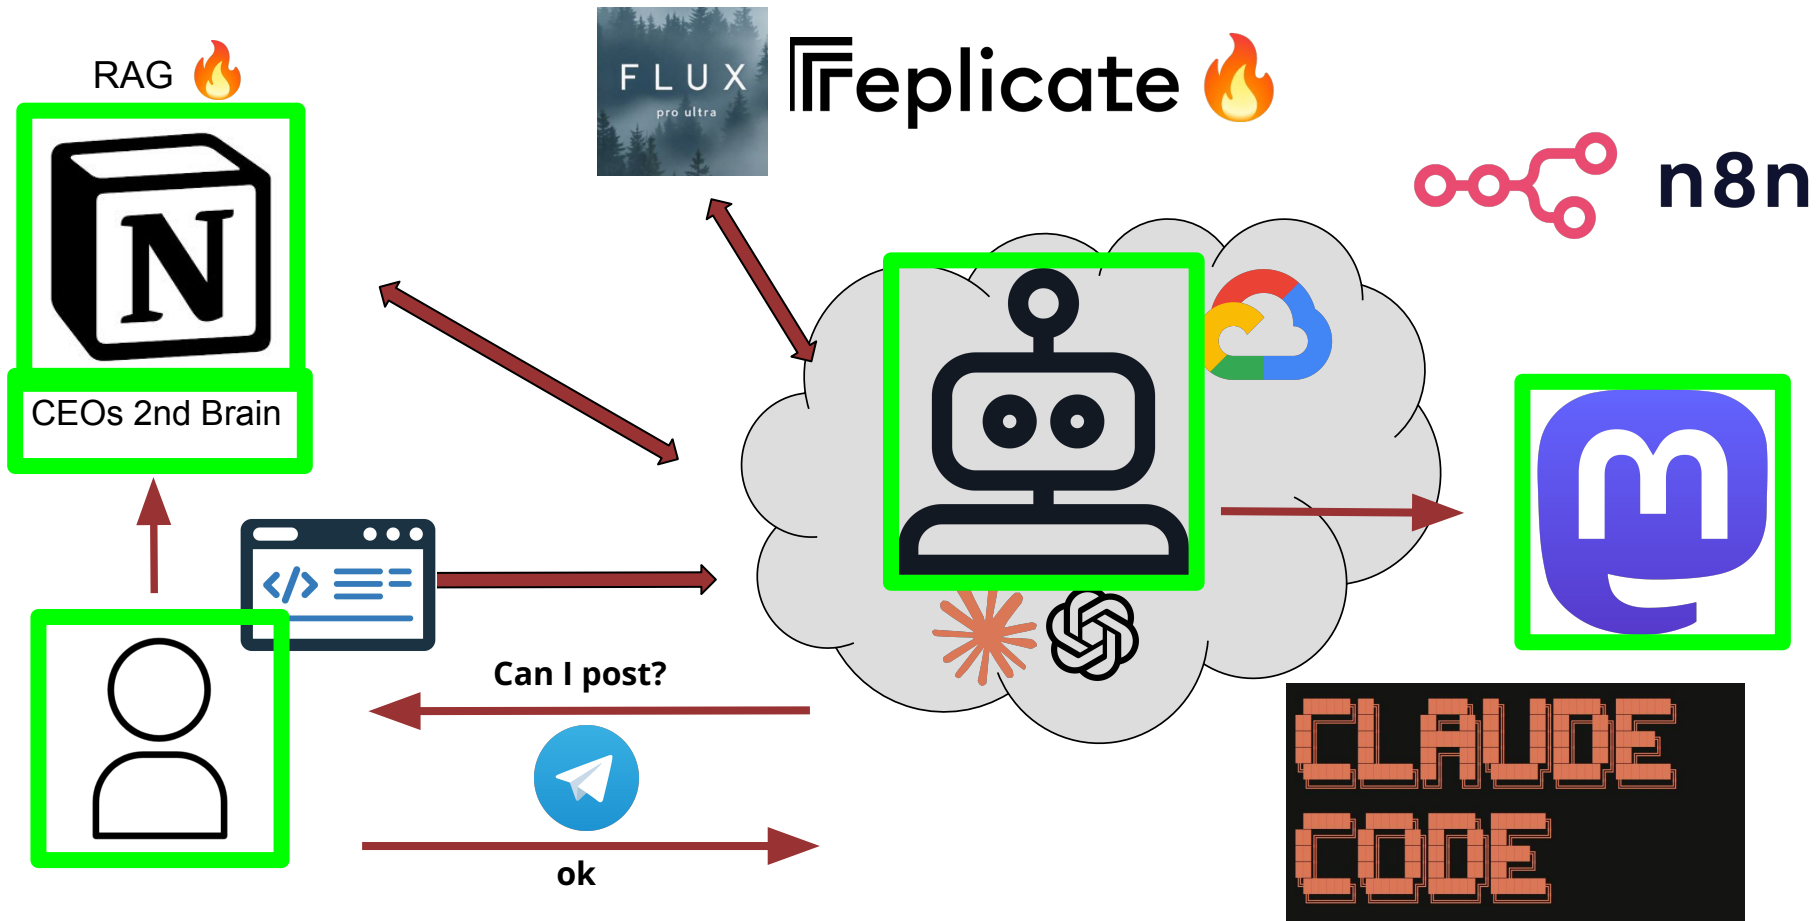 RAG
FLUX
pro ultra
replicate
n8n
N
CEOs 2nd Brain
</>
m
Can I post?
ok
CLAUDE
CODE